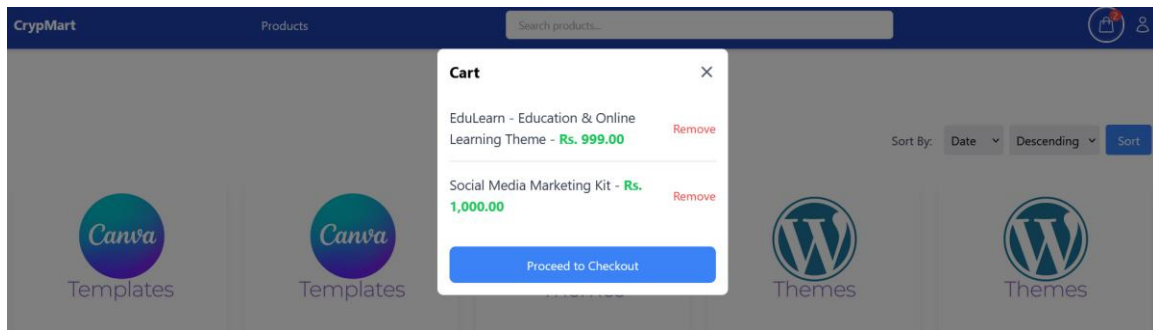 CrypMart
Products
Search products...
2
Cart
EduLearn - Education & Online
Learning Theme - Rs. 999.00
Remove
Social Media Marketing Kit - Rs.
1,000.00
Remove
Proceed to Checkout
Sort By:
Date
Descending
Sort
Canva
Templates
Canva
Templates
W
Themes
W
Themes